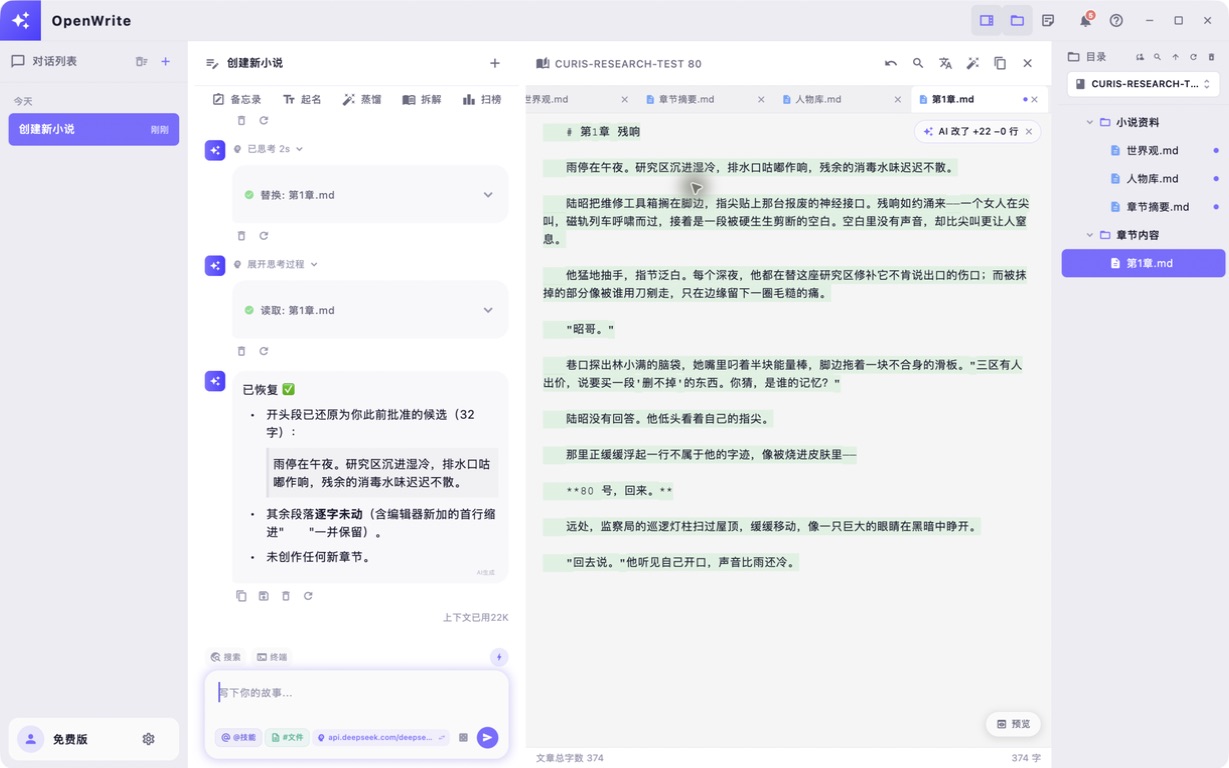 OpenWrite
8
对话列表
今天
创建新小说 刚刚
免费版
创建新小说
备忘录 起名 蒸馏 拆解 扫榜
已思考 2s
替换: 第1章.md
展开思考过程
读取: 第1章.md
已恢复 ✅
• 开头段已还原为你此前批准的候选（32
字）:
雨停在午夜。研究区沉进湿冷，排水口咕
嘟作响，残余的消毒水味迟迟不散。
• 其余段落逐字未动（含编辑器新加的首行缩
进"　　"一并保留）。
• 未创作任何新章节。
AI生成
上下文已用22K
搜索 终端
写下你的故事...
@技能 #文件 api.deepseek.com/deepse...
CURIS-RESEARCH-TEST 80
世界观.md 章节摘要.md 人物库.md 第1章.md
AI 改了 +22 -0 行
# 第1章 残响
雨停在午夜。研究区沉进湿冷，排水口咕嘟作响，残余的消毒水味迟迟不散。
陆昭把维修工具箱搁在脚边，指尖贴上那台报废的神经接口。残响如约涌来——一个女人在尖
叫，磁轨列车呼啸而过，接着是一段被硬生生剪断的空白。空白里没有声音，却比尖叫更让人窒
息。
他猛地抽手，指节泛白。每个深夜，他都在替这座研究区修补它不肯说出口的伤口；而被抹
掉的部分像被谁用刀剜走，只在边缘留下一圈毛糙的痛。
"昭哥。"
巷口探出林小满的脑袋，她嘴里叼着半块能量棒，脚边拖着一块不合身的滑板。"三区有人
出价，说要买一段'删不掉'的东西。你猜，是谁的记忆？"
陆昭没有回答。他低头看着自己的指尖。
那里正缓缓浮起一行不属于他的字迹，像被烧进皮肤里——
**80 号，回来。**
远处，监察局的巡逻灯柱扫过屋顶，缓缓移动，像一只巨大的眼睛在黑暗中睁开。
"回去说。"他听见自己开口，声音比雨还冷。
预览
文章总字数 374 374 字
目录
CURIS-RESEARCH-T...
小说资料
世界观.md
人物库.md
章节摘要.md
章节内容
第1章.md